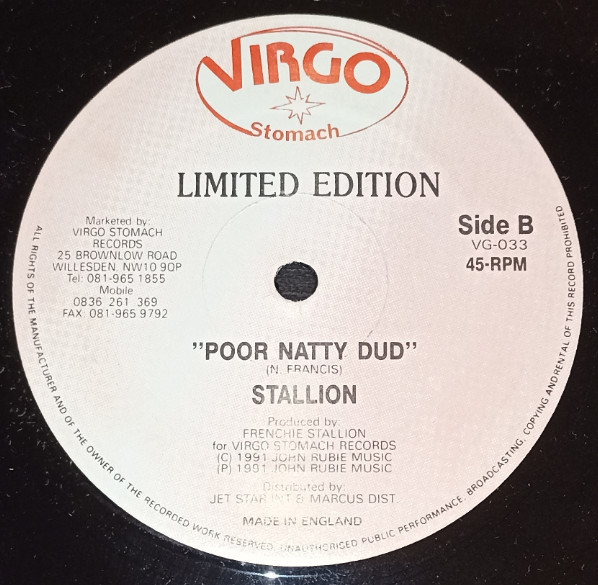 VIRGO
Stomach
LIMITED EDITION
Marketed by:
VIRGO STOMACH
RECORDS
25 BROWNLOW ROAD
WILLESDEN, NW10 9QP
Tel: 081-965 1855
Mobile
0836 261 369
FAX: 081-965 9792
Side B
VG-033
45-RPM
"POOR NATTY DUD"
(N. FRANCIS)
STALLION
Produced by:
FRENCHIE STALLION
for VIRGO STOMACH RECORDS
(C) 1991 JOHN RUBIE MUSIC
(P) 1991 JOHN RUBIE MUSIC
Distributed by:
JET STAR INT & MARCUS DIST.
MADE IN ENGLAND
ALL RIGHTS OF THE MANUFACTURER AND OF THE OWNER OF THE RECORDED WORK RESERVED. UNAUTHORISED PUBLIC PERFORMANCE, BROADCASTING, COPYING AND RENTAL OF THIS RECORD PROHIBITED